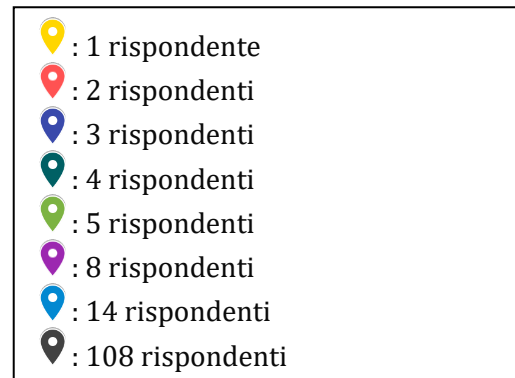 : 1 rispondente
: 2 rispondenti
: 3 rispondenti
: 4 rispondenti
: 5 rispondenti
: 8 rispondenti
: 14 rispondenti
: 108 rispondenti